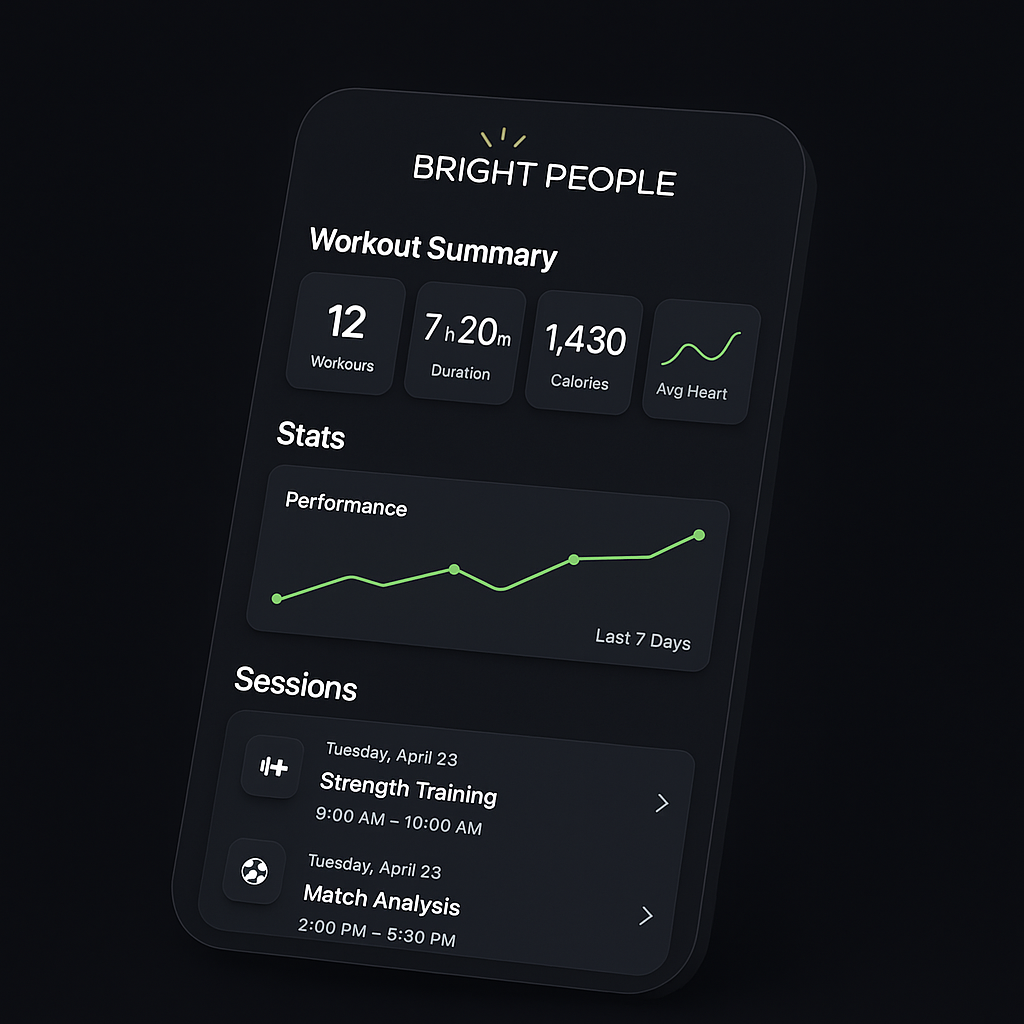 BRIGHT PEOPLE
Workout Summary
12
Workours
7h20m
Duration
1,430
Calories
Avg Heart
Stats
Performance
Last 7 Days
Sessions
Tuesday, April 23
Strength Training
9:00 AM – 10:00 AM
Tuesday, April 23
Match Analysis
2:00 PM – 5:30 PM